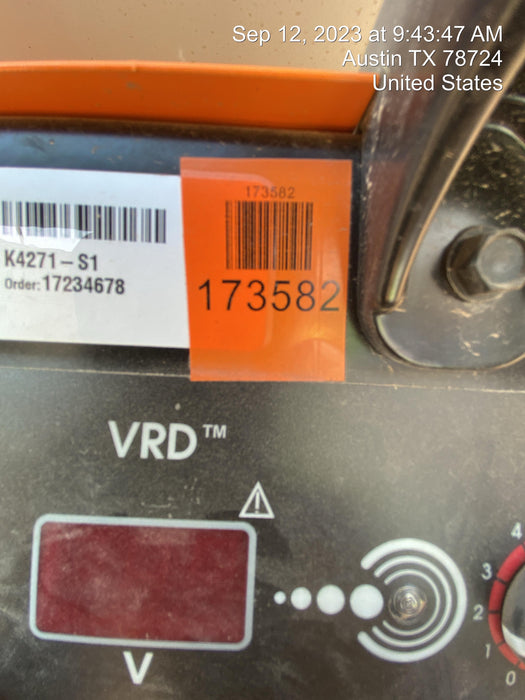 Sep 12, 2023 at 9:43:47 AM
Austin TX 78724
United States
173582
K4271-S1
Order:17234678
173582
VRD™
V
4
3
2
1
0